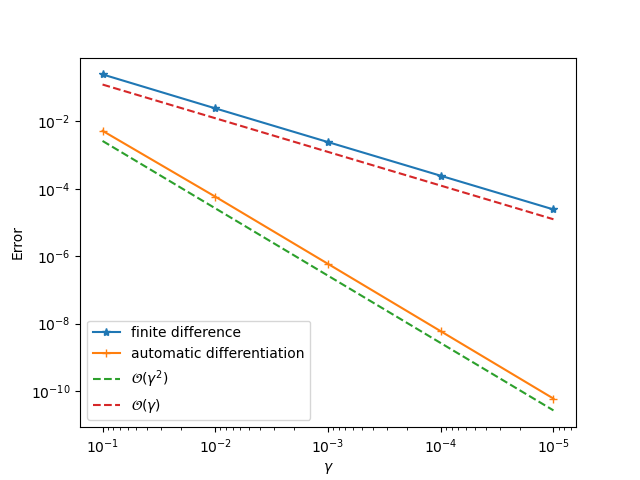 Error
10⁻²
10⁻⁴
10⁻⁶
10⁻⁸
10⁻¹⁰
finite difference
automatic differentiation
𝒪(γ²)
𝒪(γ)
10⁻¹ 10⁻² 10⁻³ 10⁻⁴ 10⁻⁵
γ